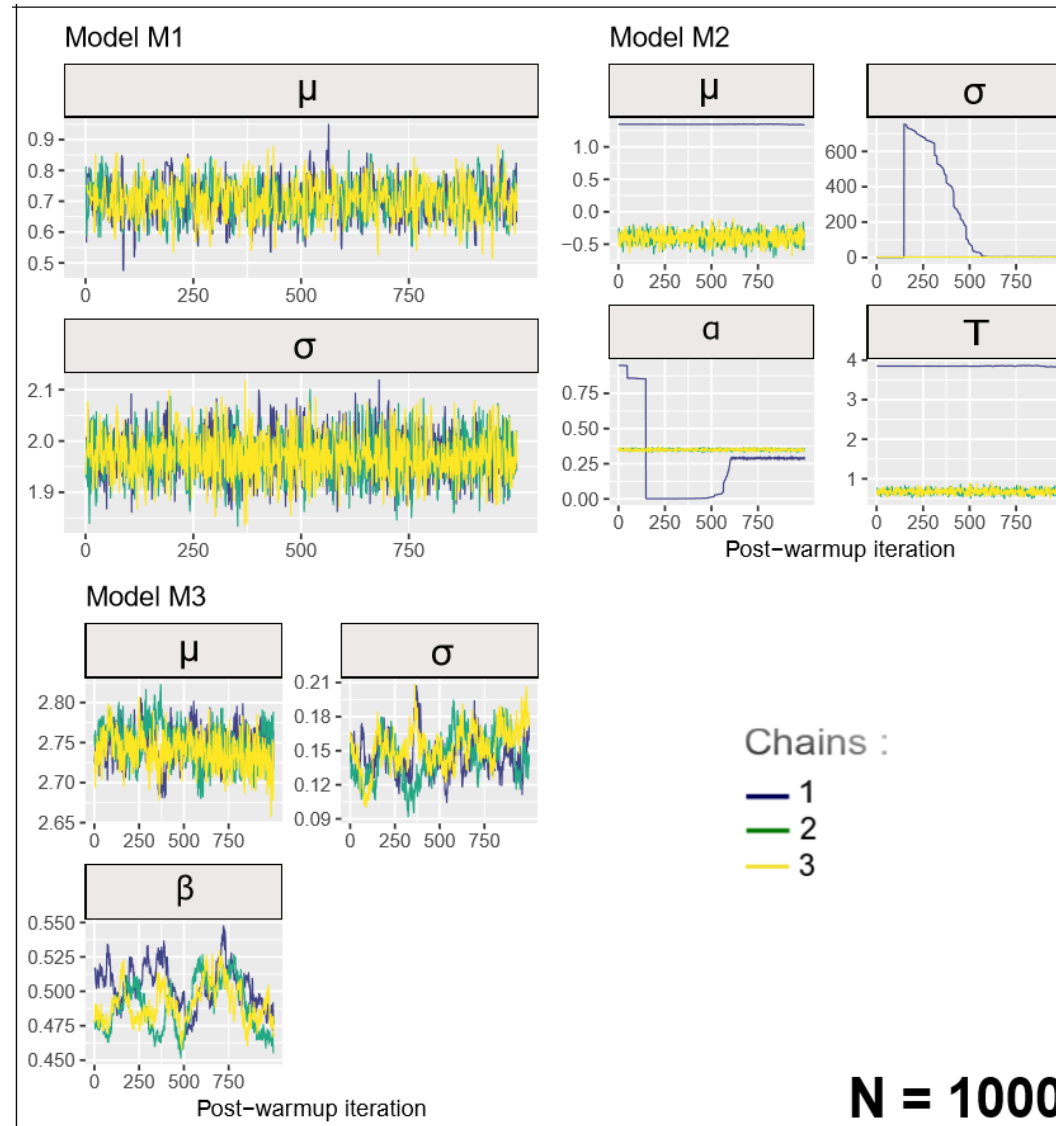 Model M1
μ
0.9
0.8
0.7
0.6
0.5
0 250 500 750
σ
2.1
2.0
1.9
0 250 500 750
Model M2
μ
1.0
0.5
0.0
−0.5
0 250 500 750
σ
600
400
200
0
0 250 500 750
α
0.75
0.50
0.25
0.00
0 250 500 750
T
4
3
2
1
0 250 500 750
Post−warmup iteration
Model M3
μ
2.80
2.75
2.70
2.65
0 250 500 750
σ
0.21
0.18
0.15
0.12
0.09
0 250 500 750
β
0.550
0.525
0.500
0.475
0.450
0 250 500 750
Post−warmup iteration
Chains :
1
2
3
N = 1000